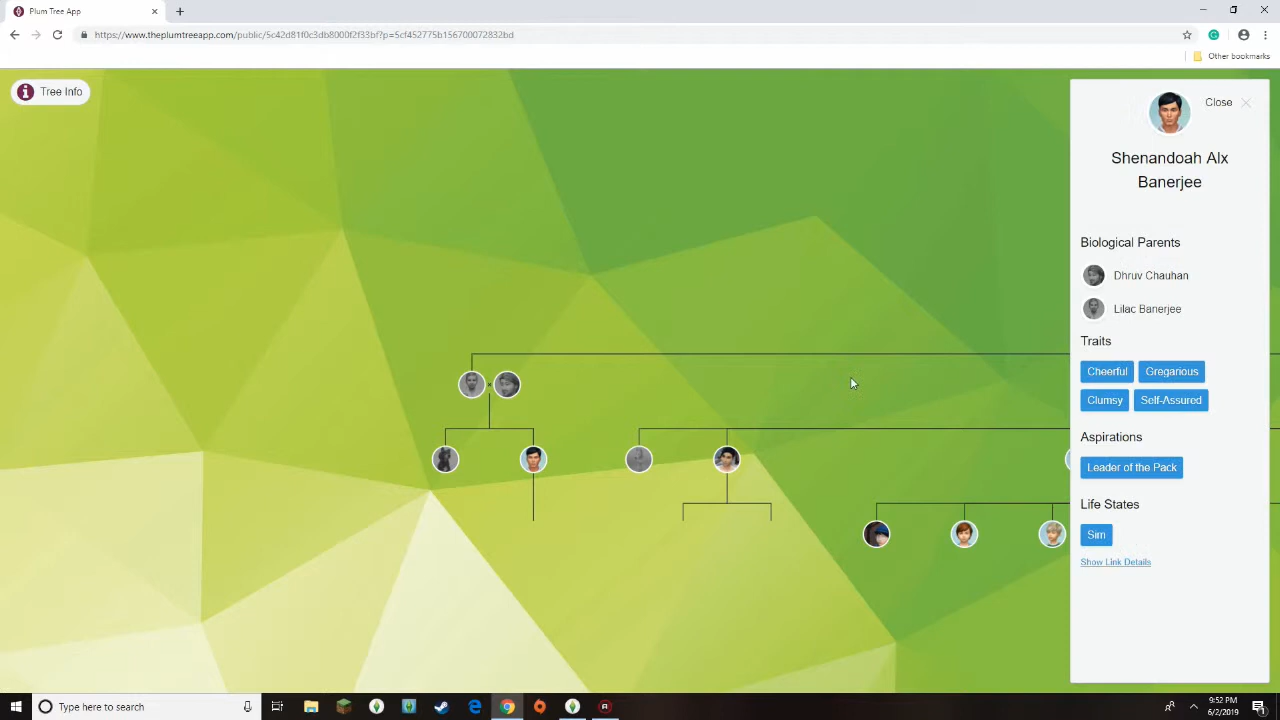 Plum Tree App
https://www.theplumtreeapp.com/public/5c42d81f0c3db8000f2f33bf?p=5cf452775b156700072832bd
Other bookmarks
Tree Info
Close
Shenandoah Alx
Banerjee
Biological Parents
Dhruv Chauhan
Lilac Banerjee
Traits
Cheerful Gregarious
Clumsy Self-Assured
Aspirations
Leader of the Pack
Life States
Sim
Show Link Details
Type here to search
9:52 PM
6/2/2019